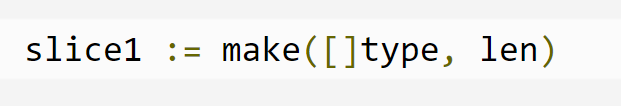 slice1 := make([]type, len)